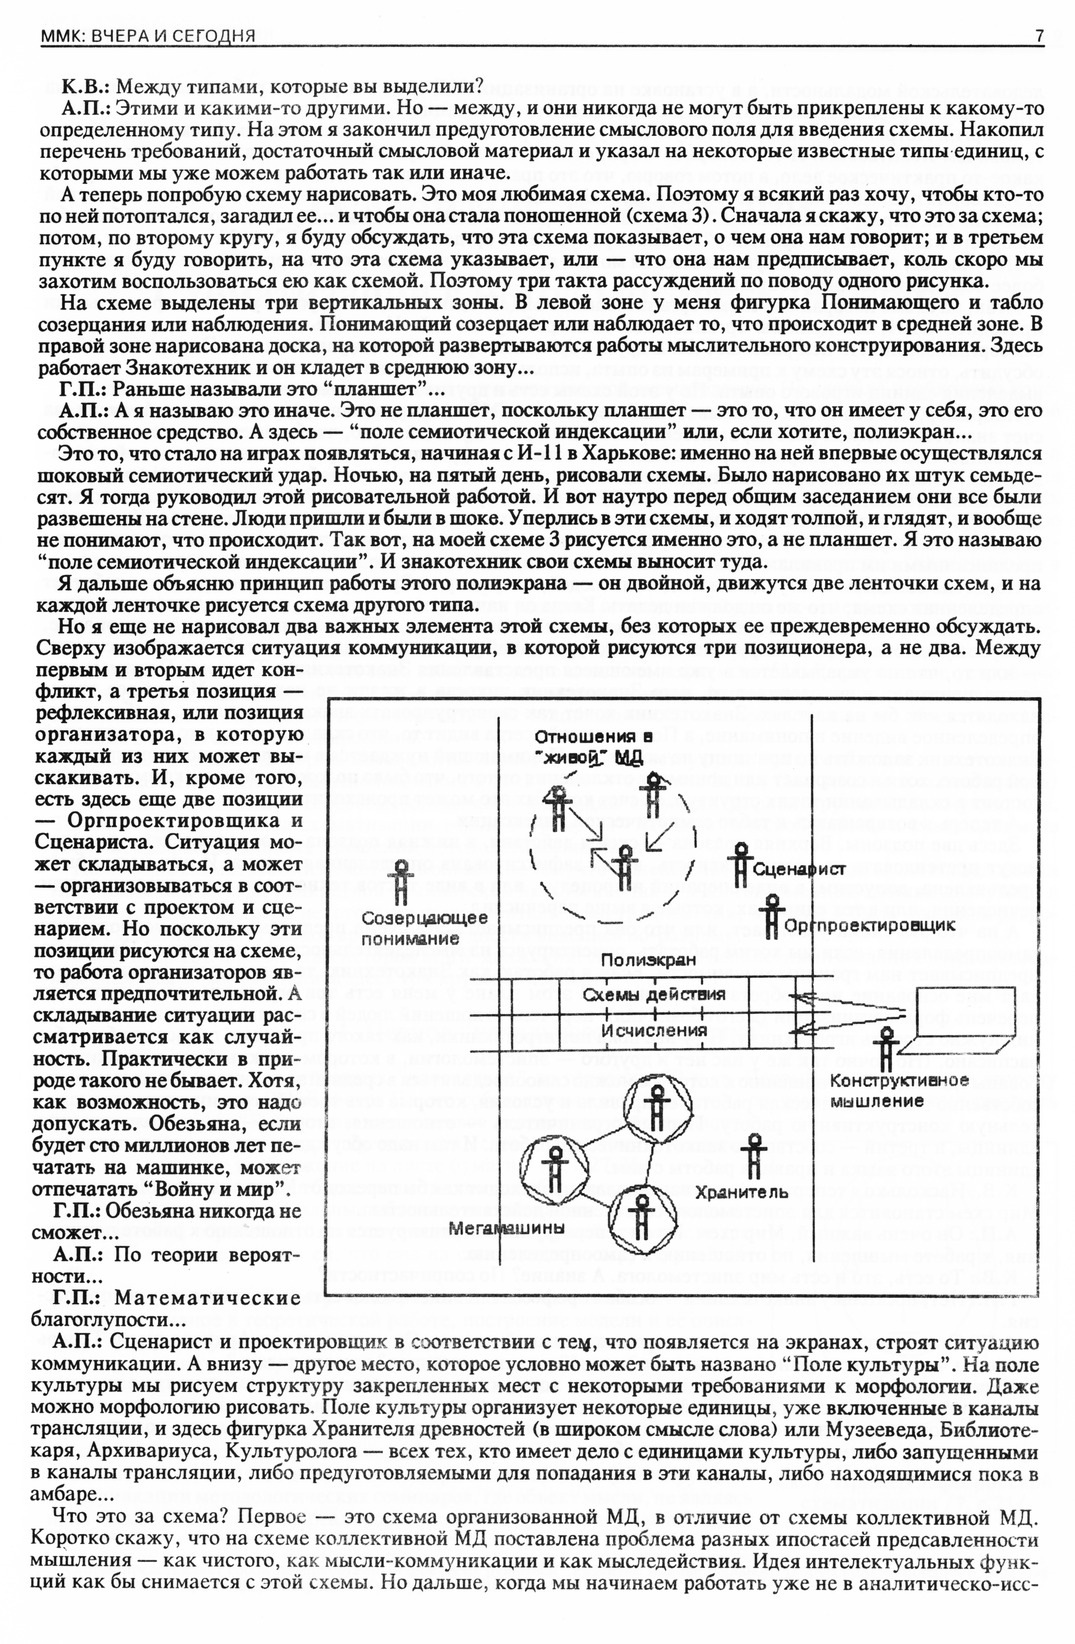 ММК: ВЧЕРА И СЕГОДНЯ 7
К.В.: Между типами, которые вы выделили?
А.П.: Этими и какими-то другими. Но — между, и они никогда не могут быть прикреплены к какому-то
определенному типу. На этом я закончил предуготовление смыслового поля для введения схемы. Накопил
перечень требований, достаточный смысловой материал и указал на некоторые известные типы единиц, с
которыми мы уже можем работать так или иначе.
А теперь попробую схему нарисовать. Это моя любимая схема. Поэтому я всякий раз хочу, чтобы кто-то
по ней потоптался, загадил ее... и чтобы она стала поношенной (схема 3). Сначала я скажу, что это за схема;
потом, по второму кругу, я буду обсуждать, что эта схема показывает, о чем она нам говорит; и в третьем
пункте я буду говорить, на что эта схема указывает, или — что она нам предписывает, коль скоро мы
захотим воспользоваться ею как схемой. Поэтому три такта рассуждений по поводу одного рисунка.
На схеме выделены три вертикальных зоны. В левой зоне у меня фигурка Понимающего и табло
созерцания или наблюдения. Понимающий созерцает или наблюдает то, что происходит в средней зоне. В
правой зоне нарисована доска, на которой развертываются работы мыслительного конструирования. Здесь
работает Знакотехник и он кладет в среднюю зону...
Г.П.: Раньше называли это “планшет”...
А.П.: А я называю это иначе. Это не планшет, поскольку планшет — это то, что он имеет у себя, это его
собственное средство. А здесь — “поле семиотической индексации” или, если хотите, полиэкран...
Это то, что стало на играх появляться, начиная с И-11 в Харькове: именно на ней впервые осуществлялся
шоковый семиотический удар. Ночью, на пятый день, рисовали схемы. Было нарисовано их штук семьде-
сят. Я тогда руководил этой рисовательной работой. И вот наутро перед общим заседанием они все были
развешены на стене. Люди пришли и были в шоке. Уперлись в эти схемы, и ходят толпой, и глядят, и вообще
не понимают, что происходит. Так вот, на моей схеме 3 рисуется именно это, а не планшет. Я это называю
“поле семиотической индексации”. И знакотехник свои схемы выносит туда.
Я дальше объясню принцип работы этого полиэкрана — он двойной, движутся две ленточки схем, и на
каждой ленточке рисуется схема другого типа.
Но я еще не нарисовал два важных элемента этой схемы, без которых ее преждевременно обсуждать.
Сверху изображается ситуация коммуникации, в которой рисуются три позиционера, а не два. Между
первым и вторым идет кон-
фликт, а третья позиция —
рефлексивная, или позиция
организатора, в которую
каждый из них может вы-
скакивать. И, кроме того,
есть здесь еще две позиции
— Оргпроектировщика и
Сценариста. Ситуация мо-
жет складываться, а может
— организовываться в соот-
ветствии с проектом и сце-
нарием. Но поскольку эти
позиции рисуются на схеме,
то работа организаторов яв-
ляется предпочтительной. А
складывание ситуации рас-
сматривается как случай-
ность. Практически в при-
роде такого не бывает. Хотя,
как возможность, это надо
допускать. Обезьяна, если
будет сто миллионов лет пе-
чатать на машинке, может
отпечатать “Войну и мир”.
Г.П.: Обезьяна никогда не
сможет...
А.П.: По теории вероят-
ности...
Г.П.: Математические
благоглупости...
Отношения в
"живой" МД
Сценарист
Созерцающее
понимание
Оргпроектировщик
Полиэкран
Схемы действия
Исчисления
Конструктивное
мышление
Хранитель
Мегамашины
А.П.: Сценарист и проектировщик в соответствии с тем, что появляется на экранах, строят ситуацию
коммуникации. А внизу — другое место, которое условно может быть названо “Поле культуры”. На поле
культуры мы рисуем структуру закрепленных мест с некоторыми требованиями к морфологии. Даже
можно морфологию рисовать. Поле культуры организует некоторые единицы, уже включенные в каналы
трансляции, и здесь фигурка Хранителя древностей (в широком смысле слова) или Музееведа, Библиоте-
каря, Архивариуса, Культуролога — всех тех, кто имеет дело с единицами культуры, либо запущенными
в каналы трансляции, либо предуготовляемыми для попадания в эти каналы, либо находящимися пока в
амбаре...
Что это за схема? Первое — это схема организованной МД, в отличие от схемы коллективной МД.
Коротко скажу, что на схеме коллективной МД поставлена проблема разных ипостасей предсавленности
мышления — как чистого, как мысли-коммуникации и как мыследействия. Идея интелектуальных функ-
ций как бы снимается с этой схемы. Но дальше, когда мы начинаем работать уже не в аналитическо-исс-